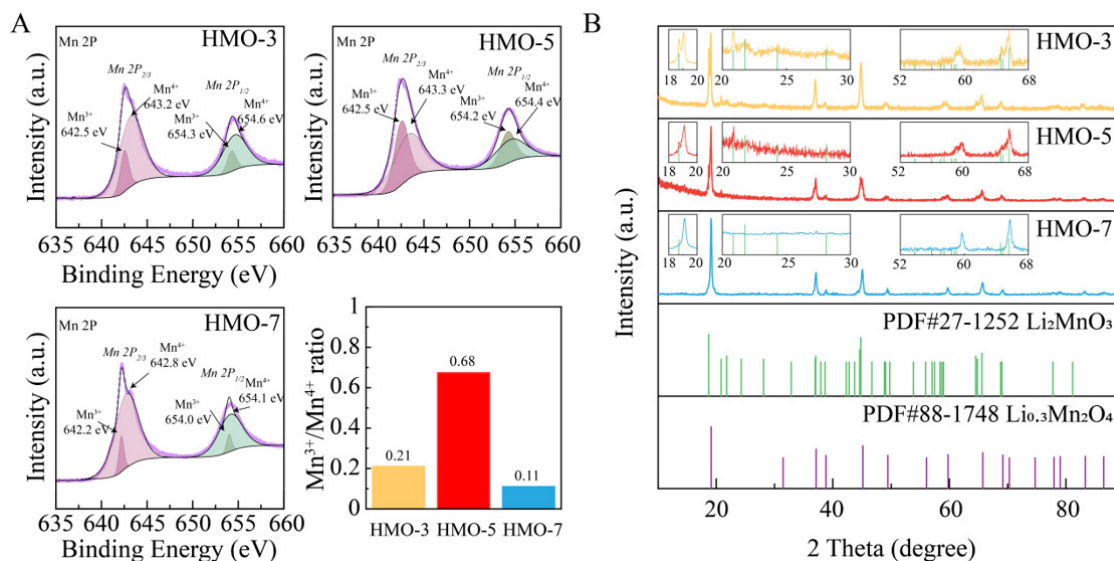 A
Mn 2P
HMO-3
Mn 2P2/3
Mn⁴⁺
643.2 eV
Mn³⁺
642.5 eV
Mn 2P1/2
Mn³⁺
654.3 eV
Mn⁴⁺
654.6 eV
Intensity (a.u.)
635 640 645 650 655 660
Binding Energy (eV)
Mn 2P
HMO-5
Mn 2P2/3
Mn⁴⁺
643.3 eV
Mn³⁺
642.5 eV
Mn 2P1/2
Mn³⁺
654.2 eV
Mn⁴⁺
654.4 eV
Intensity (a.u.)
635 640 645 650 655 660
Binding Energy (eV)
Mn 2P
HMO-7
Mn 2P2/3
Mn⁴⁺
642.8 eV
Mn³⁺
642.2 eV
Mn 2P1/2
Mn³⁺
654.0 eV
Mn⁴⁺
654.1 eV
Intensity (a.u.)
635 640 645 650 655 660
Binding Energy (eV)
Mn³⁺/Mn⁴⁺ ratio
1
0.8
0.6
0.4
0.2
0
0.21
0.68
0.11
HMO-3 HMO-5 HMO-7
B
HMO-3
18 20 20 25 30 52 60 68
HMO-5
18 20 20 25 30 52 60 68
HMO-7
18 20 20 25 30 52 60 68
PDF#27-1252 Li₂MnO₃
PDF#88-1748 Li₀.₃Mn₂O₄
Intensity (a.u.)
20 40 60 80
2 Theta (degree)